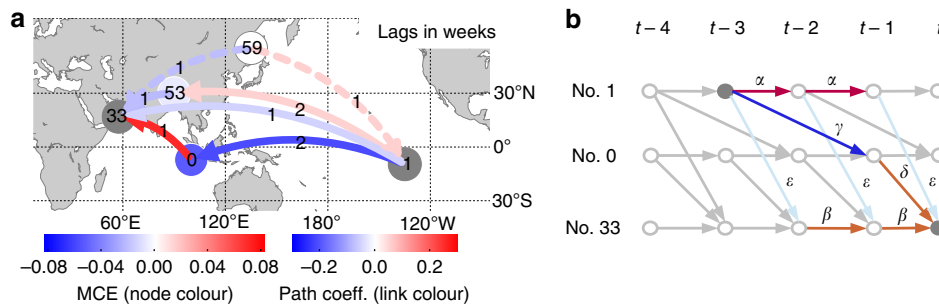 a
Lags in weeks
59
1
53
1
1
33
1
2
1
1
0
2
1
30°N
0°
30°S
60°E 120°E 180° 120°W
−0.08 −0.04 0.00 0.04 0.08
MCE (node colour)
−0.2 0.0 0.2
Path coeff. (link colour)
b
t − 4 t − 3 t − 2 t − 1 t
No. 1
α α
γ
No. 0
δ
ε ε ε
β β
No. 33